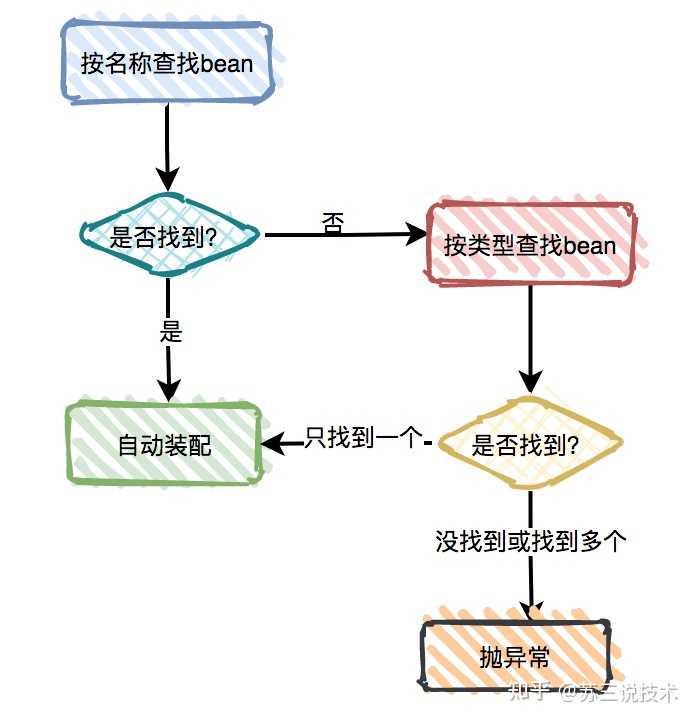 按名称查找bean
是否找到?
否
按类型查找bean
是
自动装配
只找到一个
是否找到?
没找到或找到多个
抛异常
知乎 @苏三说技术